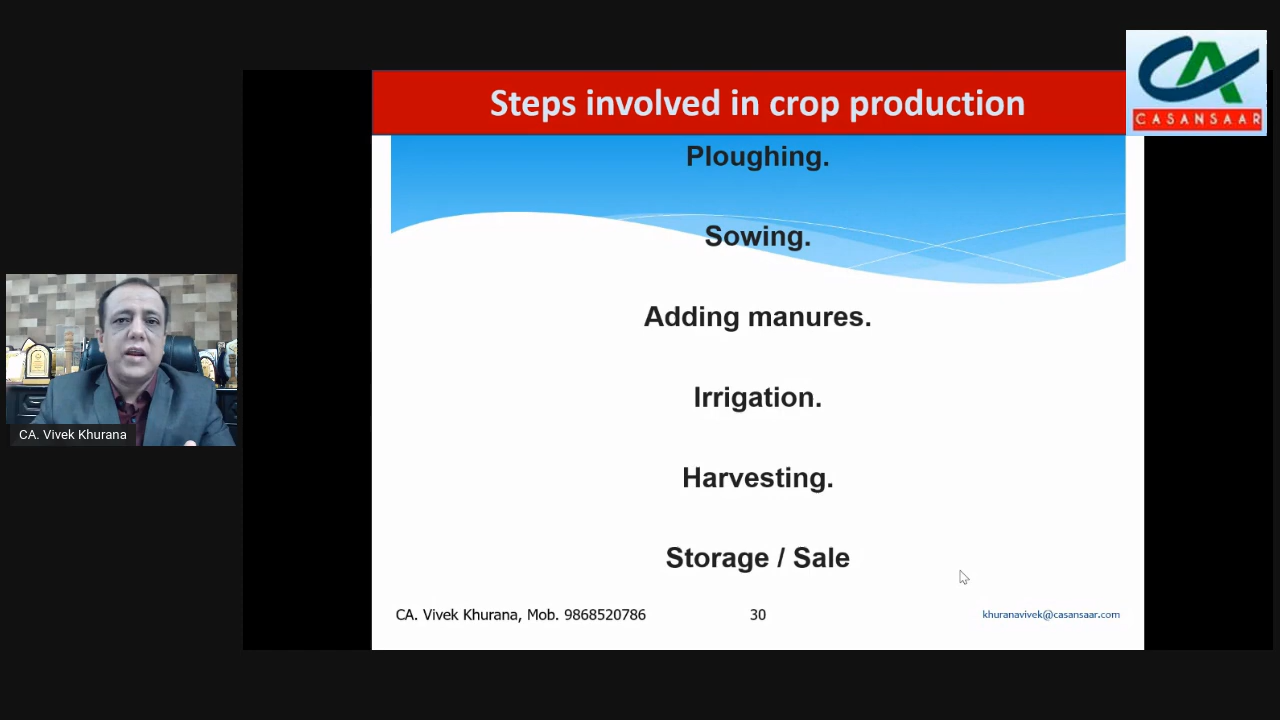 Steps involved in crop production
CASANSAAR
Ploughing.
Sowing.
Adding manures.
Irrigation.
Harvesting.
Storage / Sale
CA. Vivek Khurana, Mob. 9868520786
30
khuranavivek@casansaar.com
CA. Vivek Khurana